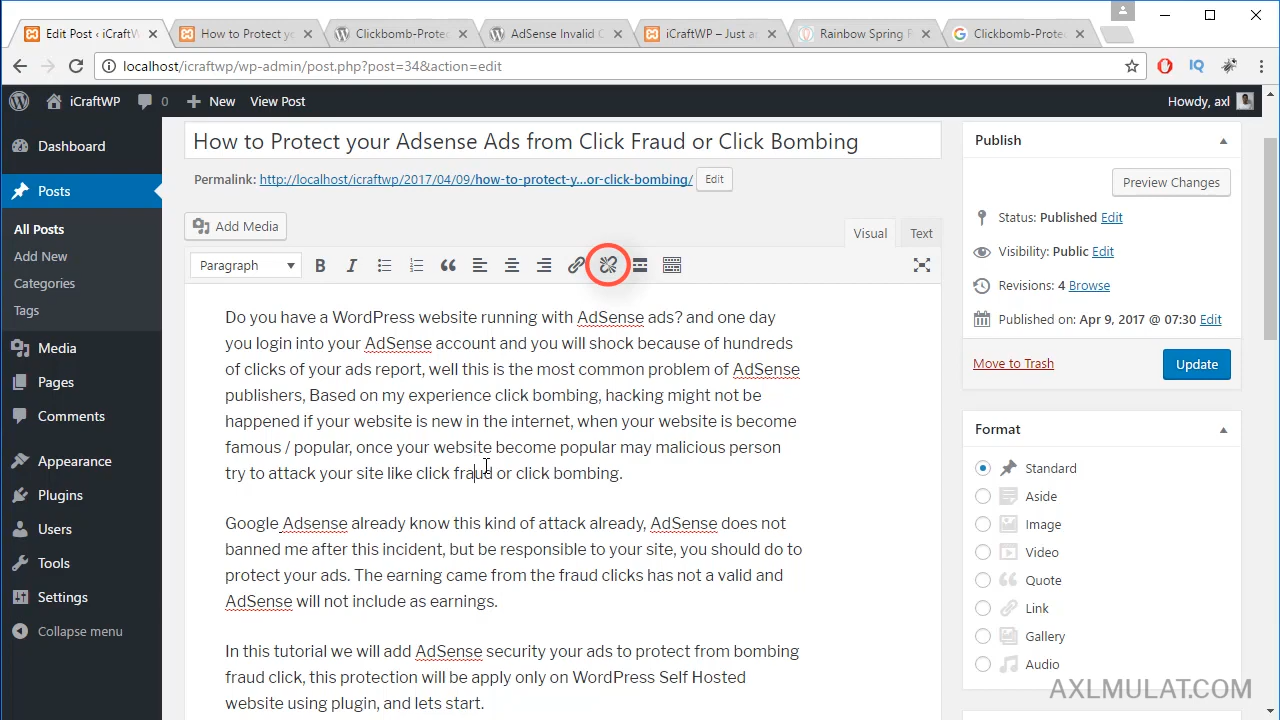 Edit Post ‹ iCraftW
How to Protect y
Clickbomb-Protec
AdSense Invalid C
iCraftWP – Just a
Rainbow Spring
Clickbomb-Protec
localhost/icraftwp/wp-admin/post.php?post=34&action=edit
IQ
iCraftWP
0
New
View Post
Howdy, axl
Dashboard
Posts
All Posts
Add New
Categories
Tags
Media
Pages
Comments
Appearance
Plugins
Users
Tools
Settings
Collapse menu
How to Protect your Adsense Ads from Click Fraud or Click Bombing
Permalink: http://localhost/icraftwp/2017/04/09/how-to-protect-y...or-click-bombing/ Edit
Add Media
Visual
Text
Paragraph
B
I
Do you have a WordPress website running with AdSense ads? and one day
you login into your AdSense account and you will shock because of hundreds
of clicks of your ads report, well this is the most common problem of AdSense
publishers, Based on my experience click bombing, hacking might not be
happened if your website is new in the internet, when your website is become
famous / popular, once your website become popular may malicious person
try to attack your site like click fraud or click bombing.
Google Adsense already know this kind of attack already, AdSense does not
banned me after this incident, but be responsible to your site, you should do to
protect your ads. The earning came from the fraud clicks has not a valid and
AdSense will not include as earnings.
In this tutorial we will add AdSense security your ads to protect from bombing
fraud click, this protection will be apply only on WordPress Self Hosted
website using plugin, and lets start.
Publish
Preview Changes
Status: Published Edit
Visibility: Public Edit
Revisions: 4 Browse
Published on: Apr 9, 2017 @ 07:30 Edit
Move to Trash
Update
Format
Standard
Aside
Image
Video
Quote
Link
Gallery
Audio
AXLMULAT.COM